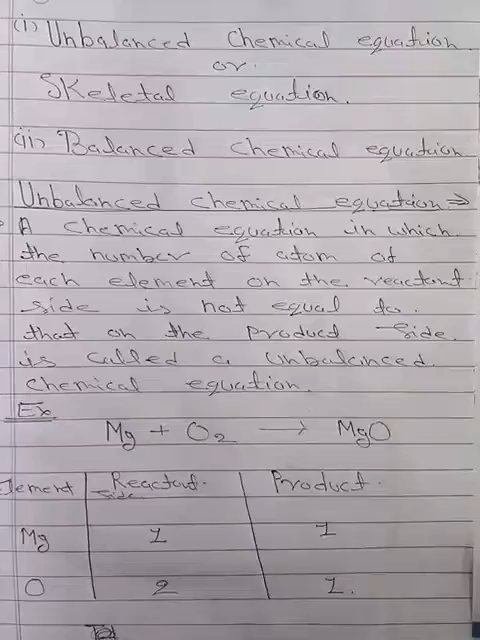 (i) Unbalanced Chemical equation
or
Skeletal equation.
(ii) Balanced Chemical equation
Unbalanced chemical equation ⇒
A chemical equation in which
the number of atom of
each element on the reactant
side is not equal to.
that on the product side.
is called a unbalanced
chemical equation.
Ex
Mg + O₂ → MgO
Element Reactant side Product
Mg 1 1
O 2 1.